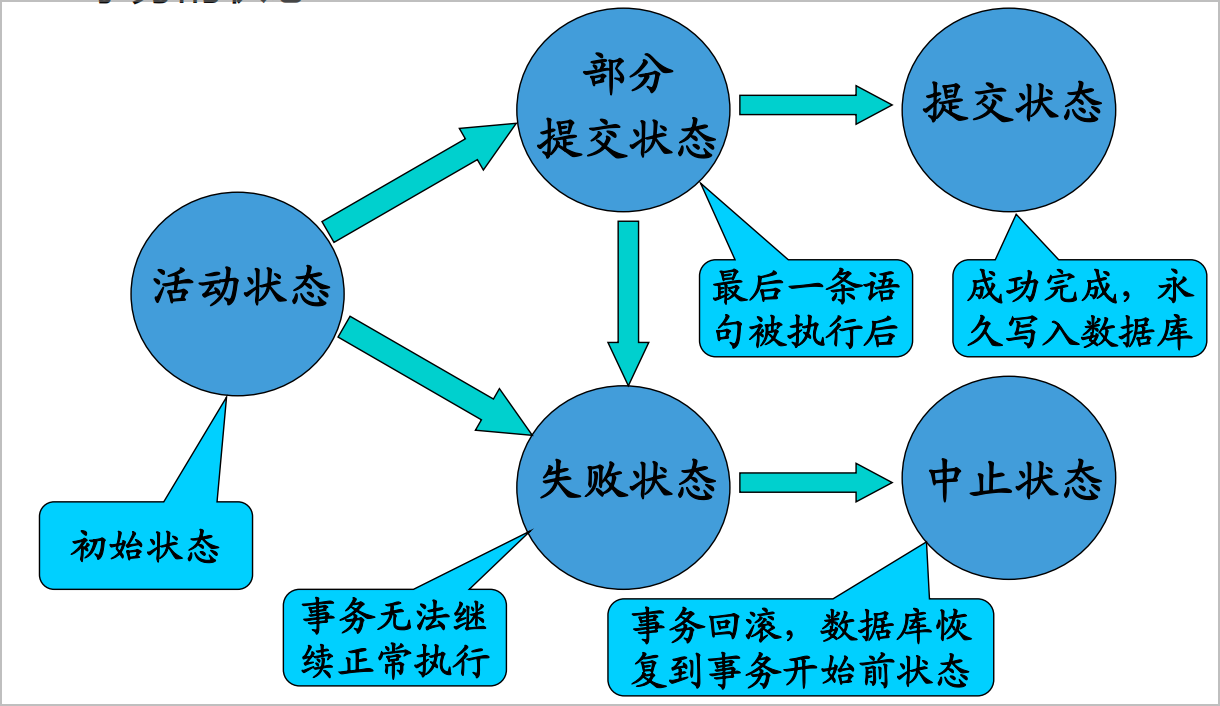 部分
提交状态
提交状态
活动状态
最后一条语
句被执行后
成功完成，永
久写入数据库
失败状态
中止状态
初始状态
事务无法继
续正常执行
事务回滚，数据库恢
复到事务开始前状态